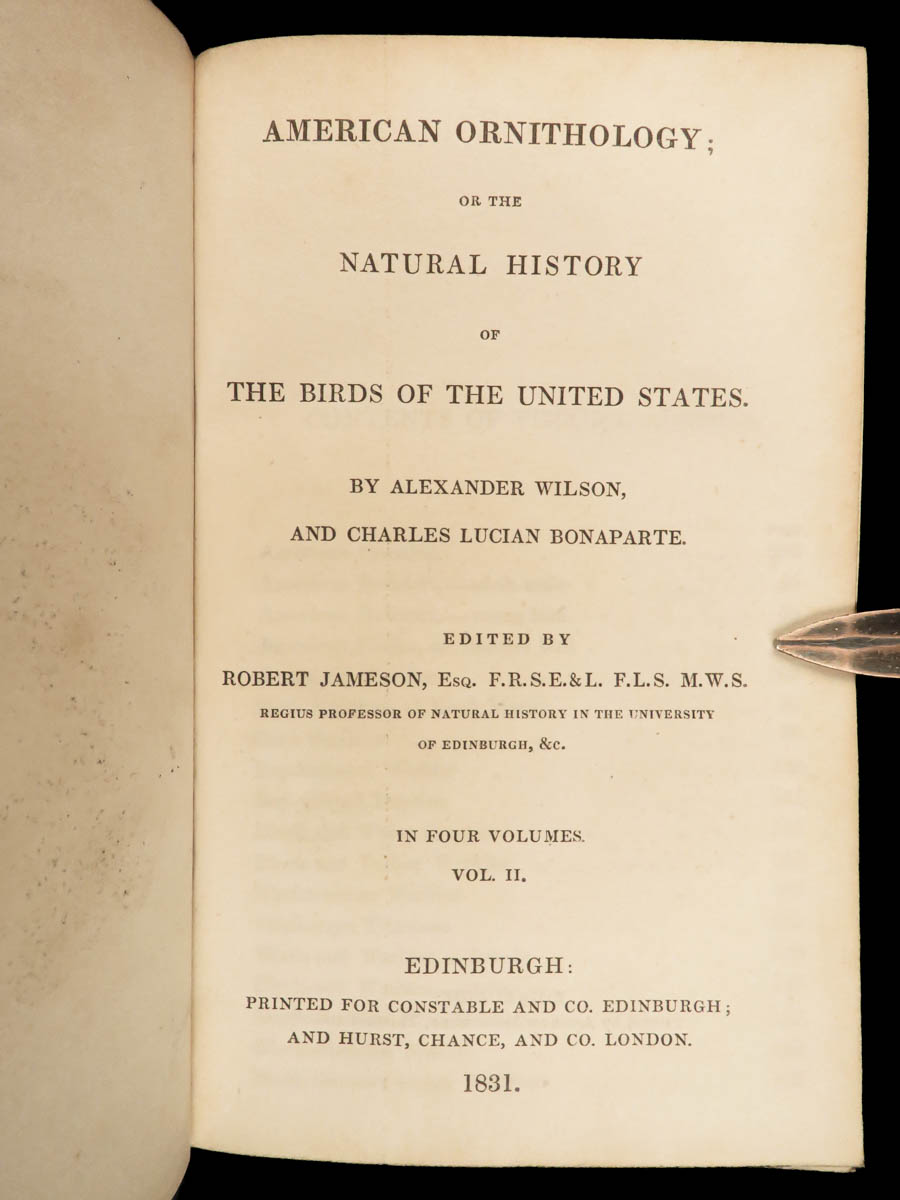 AMERICAN ORNITHOLOGY;
OR THE
NATURAL HISTORY
OF
THE BIRDS OF THE UNITED STATES.
BY ALEXANDER WILSON,
AND CHARLES LUCIAN BONAPARTE.
EDITED BY
ROBERT JAMESON, Esq. F.R.S.E.&L. F.L.S. M.W.S.
REGIUS PROFESSOR OF NATURAL HISTORY IN THE UNIVERSITY
OF EDINBURGH, &c.
IN FOUR VOLUMES.
VOL. II.
EDINBURGH:
PRINTED FOR CONSTABLE AND CO. EDINBURGH;
AND HURST, CHANCE, AND CO. LONDON.
1831.